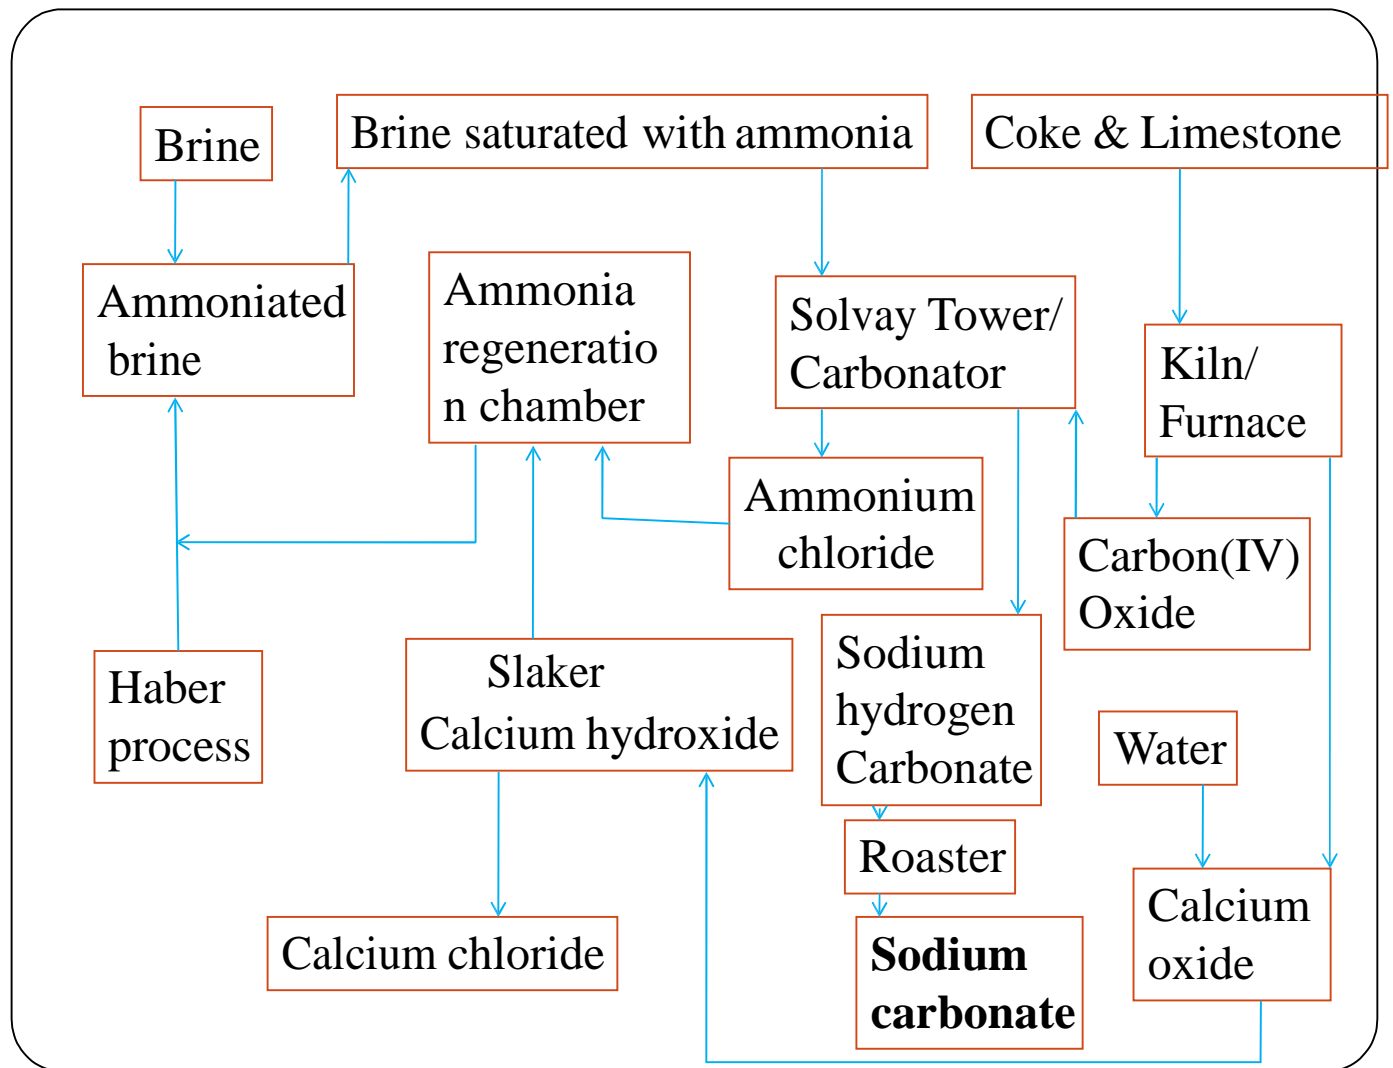 Brine
Brine saturated with ammonia
Coke & Limestone
Ammoniated
brine
Ammonia
regeneratio
n chamber
Solvay Tower/
Carbonator
Kiln/
Furnace
Ammonium
chloride
Carbon(IV)
Oxide
Haber
process
Slaker
Calcium hydroxide
Sodium
hydrogen
Carbonate
Water
Roaster
Calcium chloride
Sodium
carbonate
Calcium
oxide